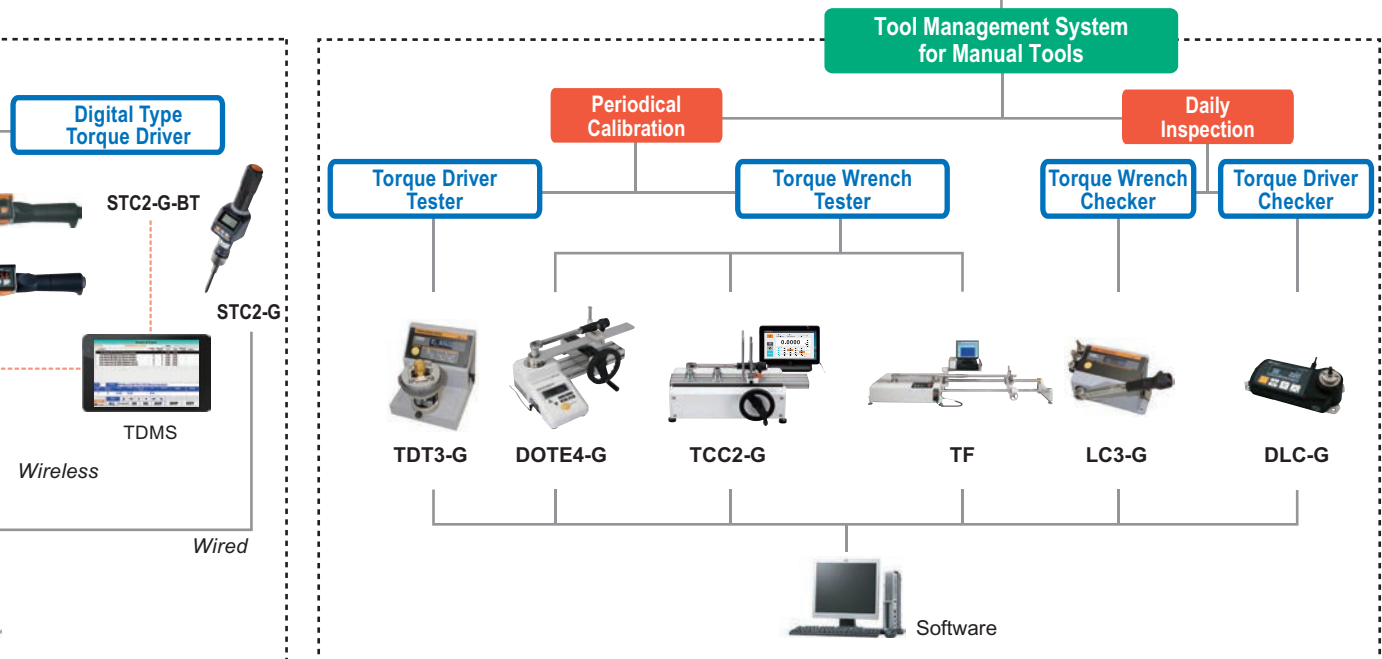 Tool Management System
for Manual Tools
Digital Type
Torque Driver
Periodical
Calibration
Daily
Inspection
Torque Driver
Tester
Torque Wrench
Tester
Torque Wrench
Checker
Torque Driver
Checker
STC2-G-BT
STC2-G
TDMS
Wireless
Wired
0.0000
TDT3-G
DOTE4-G
TCC2-G
TF
LC3-G
DLC-G
Software